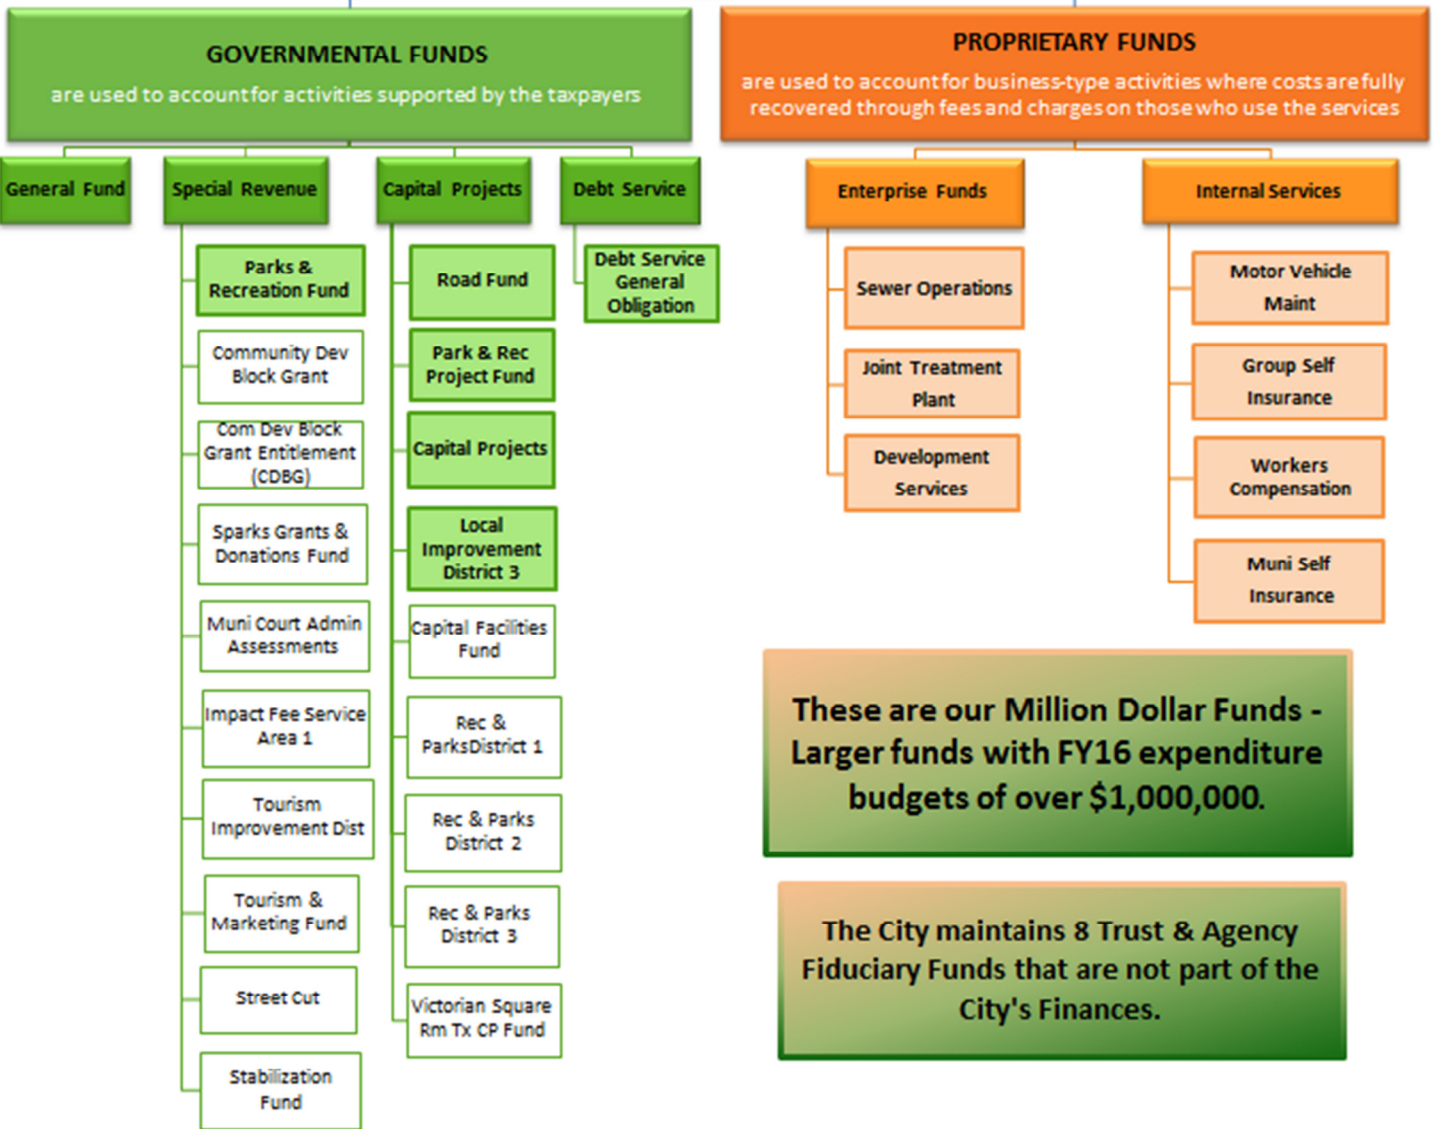 GOVERNMENTAL FUNDS
are used to account for activities supported by the taxpayers
PROPRIETARY FUNDS
are used to account for business-type activities where costs are fully
recovered through fees and charges on those who use the services
General Fund
Special Revenue
Capital Projects
Debt Service
Enterprise Funds
Internal Services
Parks &
Recreation Fund
Community Dev
Block Grant
Com Dev Block
Grant Entitlement
(CDBG)
Sparks Grants &
Donations Fund
Muni Court Admin
Assessments
Impact Fee Service
Area 1
Tourism
Improvement Dist
Tourism &
Marketing Fund
Street Cut
Stabilization
Fund
Road Fund
Park & Rec
Project Fund
Capital Projects
Local
Improvement
District 3
Capital Facilities
Fund
Rec &
ParksDistrict 1
Rec & Parks
District 2
Rec & Parks
District 3
Victorian Square
Rm Tx CP Fund
Debt Service
General
Obligation
Sewer Operations
Joint Treatment
Plant
Development
Services
Motor Vehicle
Maint
Group Self
Insurance
Workers
Compensation
Muni Self
Insurance
These are our Million Dollar Funds -
Larger funds with FY16 expenditure
budgets of over $1,000,000.
The City maintains 8 Trust & Agency
Fiduciary Funds that are not part of the
City's Finances.